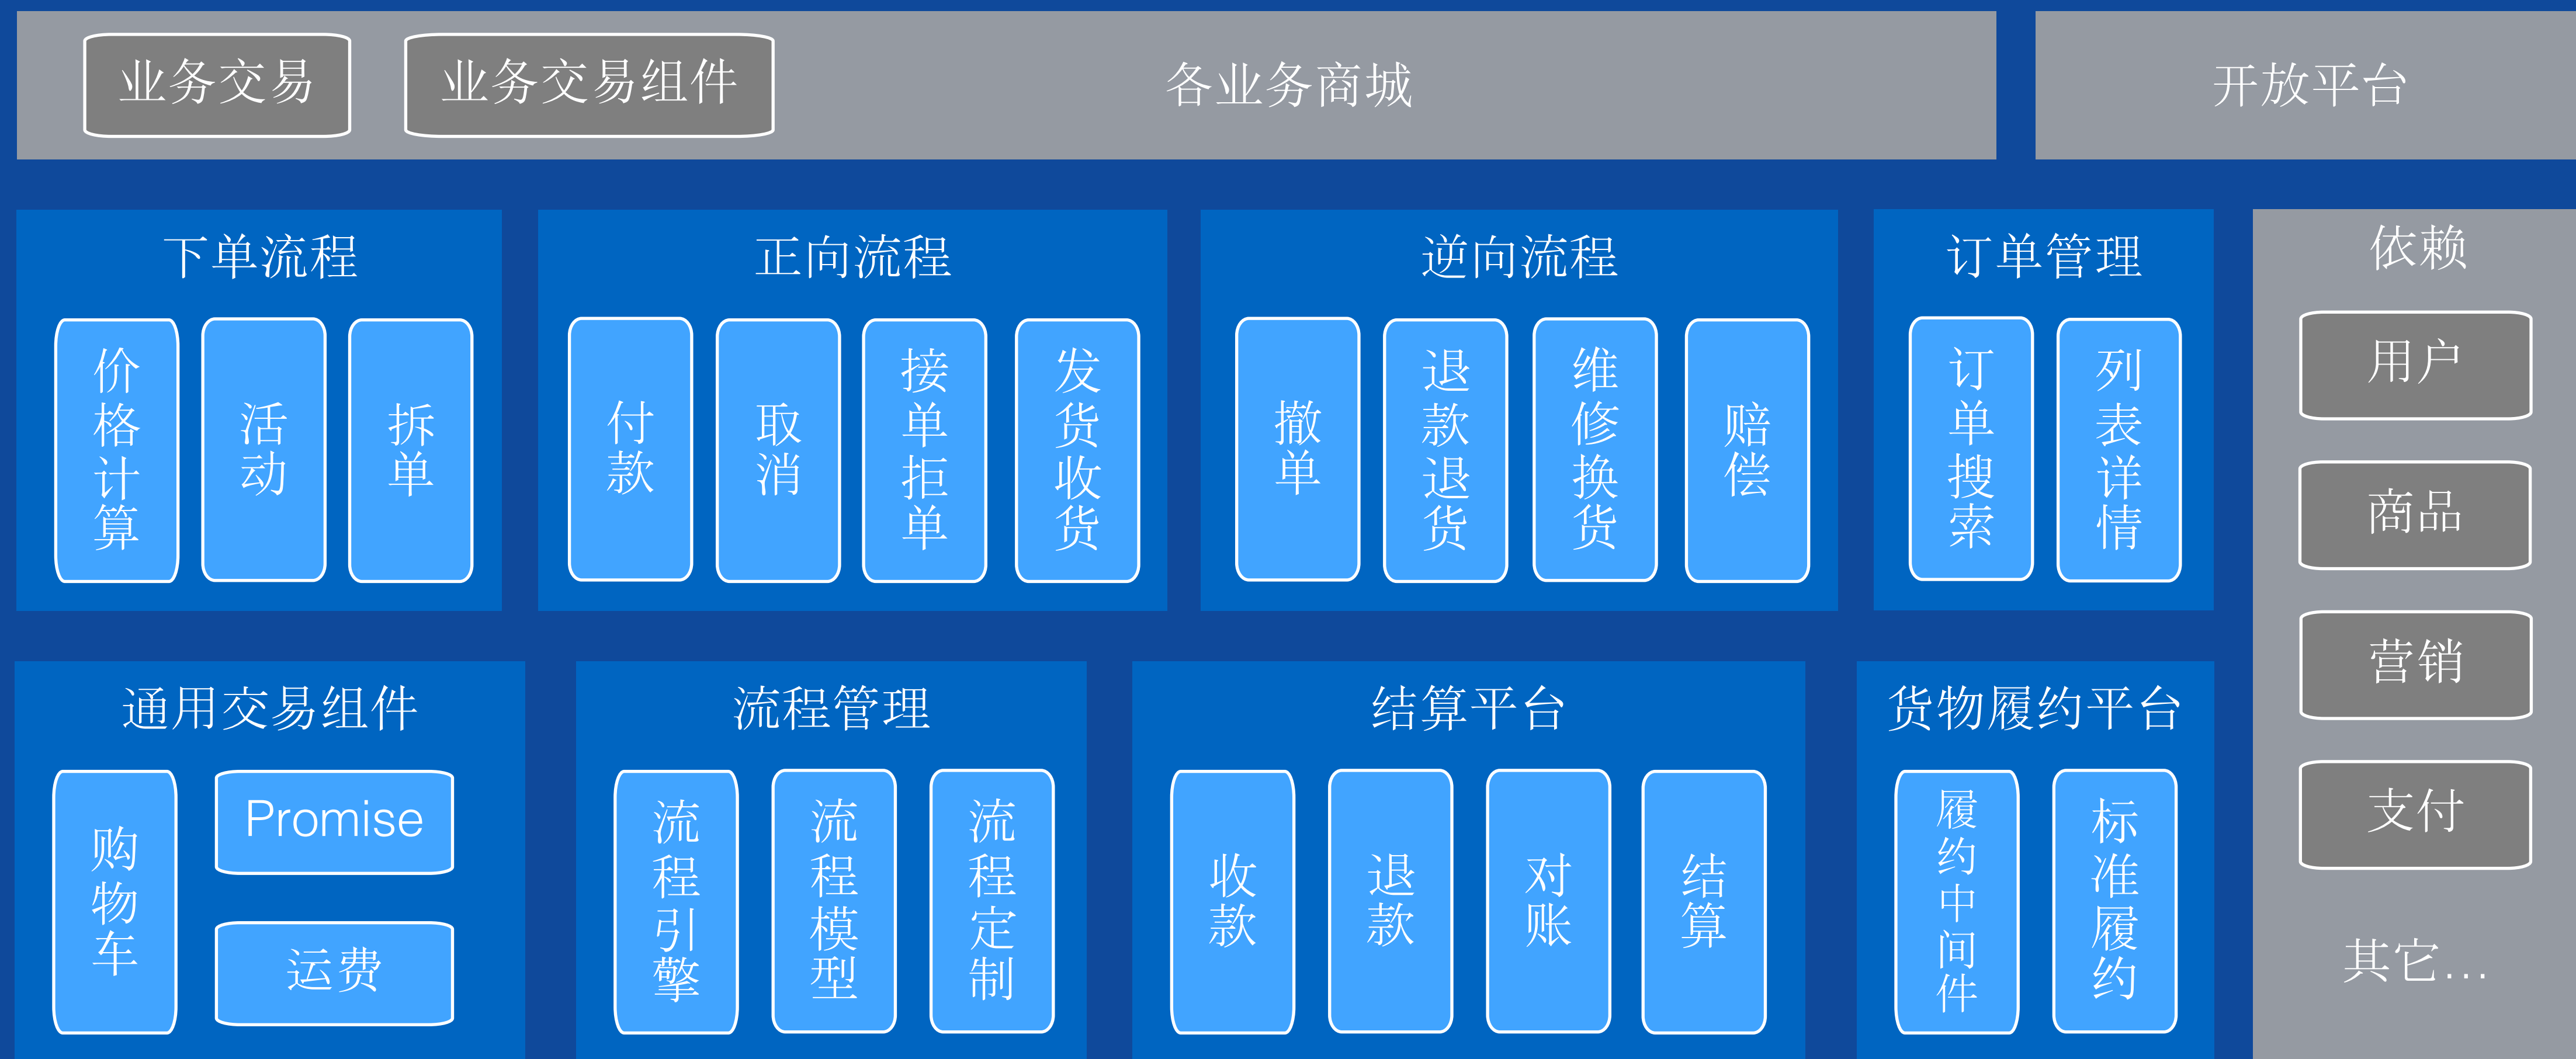 业务交易
业务交易组件
各业务商城
开放平台
下单流程
价格计算
活动
拆单
正向流程
付款
取消
接单拒单
发货收货
逆向流程
撤单
退款退货
维修换货
赔偿
订单管理
订单搜索
列表详情
依赖
用户
商品
营销
支付
其它...
通用交易组件
购物车
Promise
运费
流程管理
流程引擎
流程模型
流程定制
结算平台
收款
退款
对账
结算
货物履约平台
履约中间件
标准履约